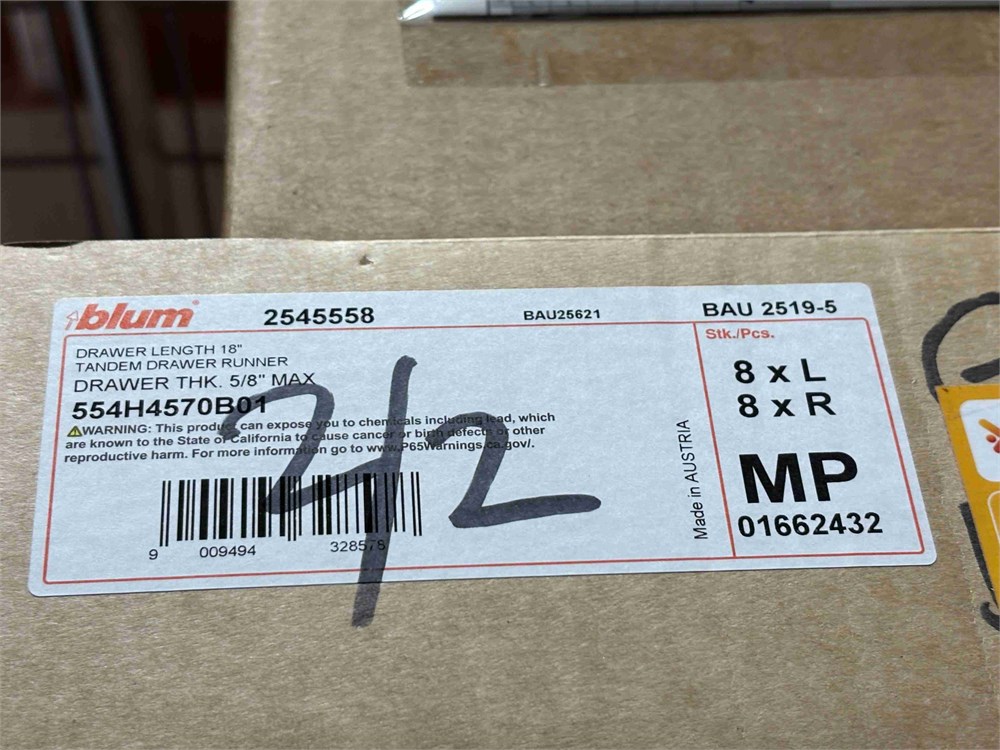 blum® 2545558 BAU25621 BAU 2519-5
DRAWER LENGTH 18"
TANDEM DRAWER RUNNER
DRAWER THK. 5/8" MAX
554H4570B01
WARNING: This product can expose you to chemicals including lead, which
are known to the State of California to cause cancer or birth defects or other
reproductive harm. For more information go to www.P65Warnings.ca.gov/.
9 009494 328578
2/2
Made in AUSTRIA
Stk./Pcs.
8 x L
8 x R
MP
01662432